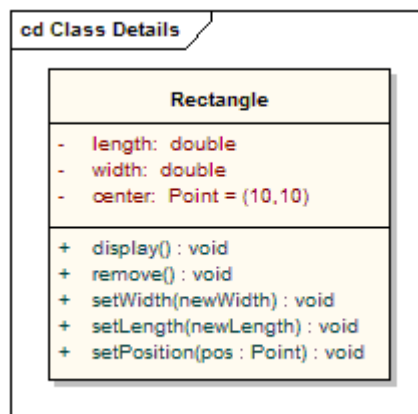 cd Class Details
Rectangle
- length: double
- width: double
- center: Point = (10,10)
+ display() : void
+ remove() : void
+ setWidth(newWidth) : void
+ setLength(newLength) : void
+ setPosition(pos : Point) : void